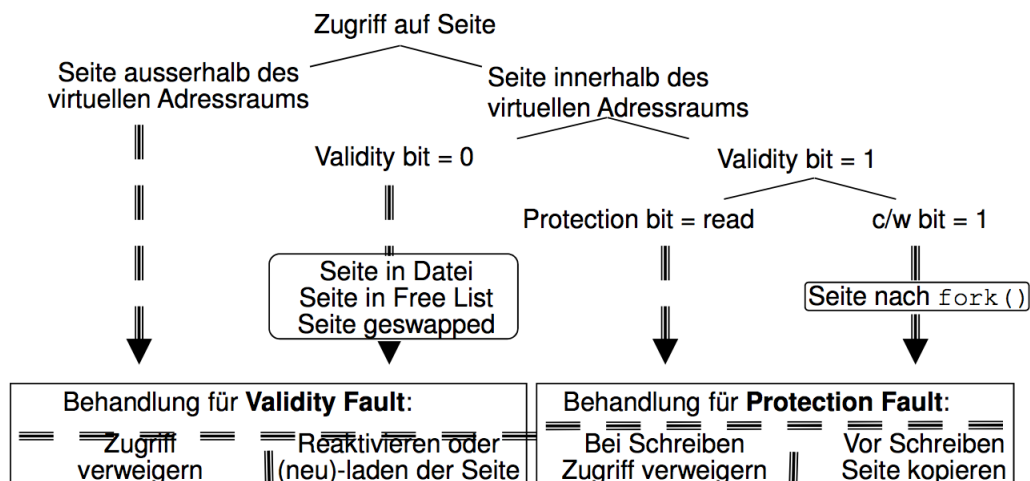 Zugriff auf Seite
Seite ausserhalb des
virtuellen Adressraums
Seite innerhalb des
virtuellen Adressraums
Validity bit = 0
Validity bit = 1
Protection bit = read
c/w bit = 1
Seite in Datei
Seite in Free List
Seite geswapped
Seite nach fork()
Behandlung für Validity Fault:
Zugriff
verweigern
Reaktivieren oder
(neu)-laden der Seite
Behandlung für Protection Fault:
Bei Schreiben
Zugriff verweigern
Vor Schreiben
Seite kopieren